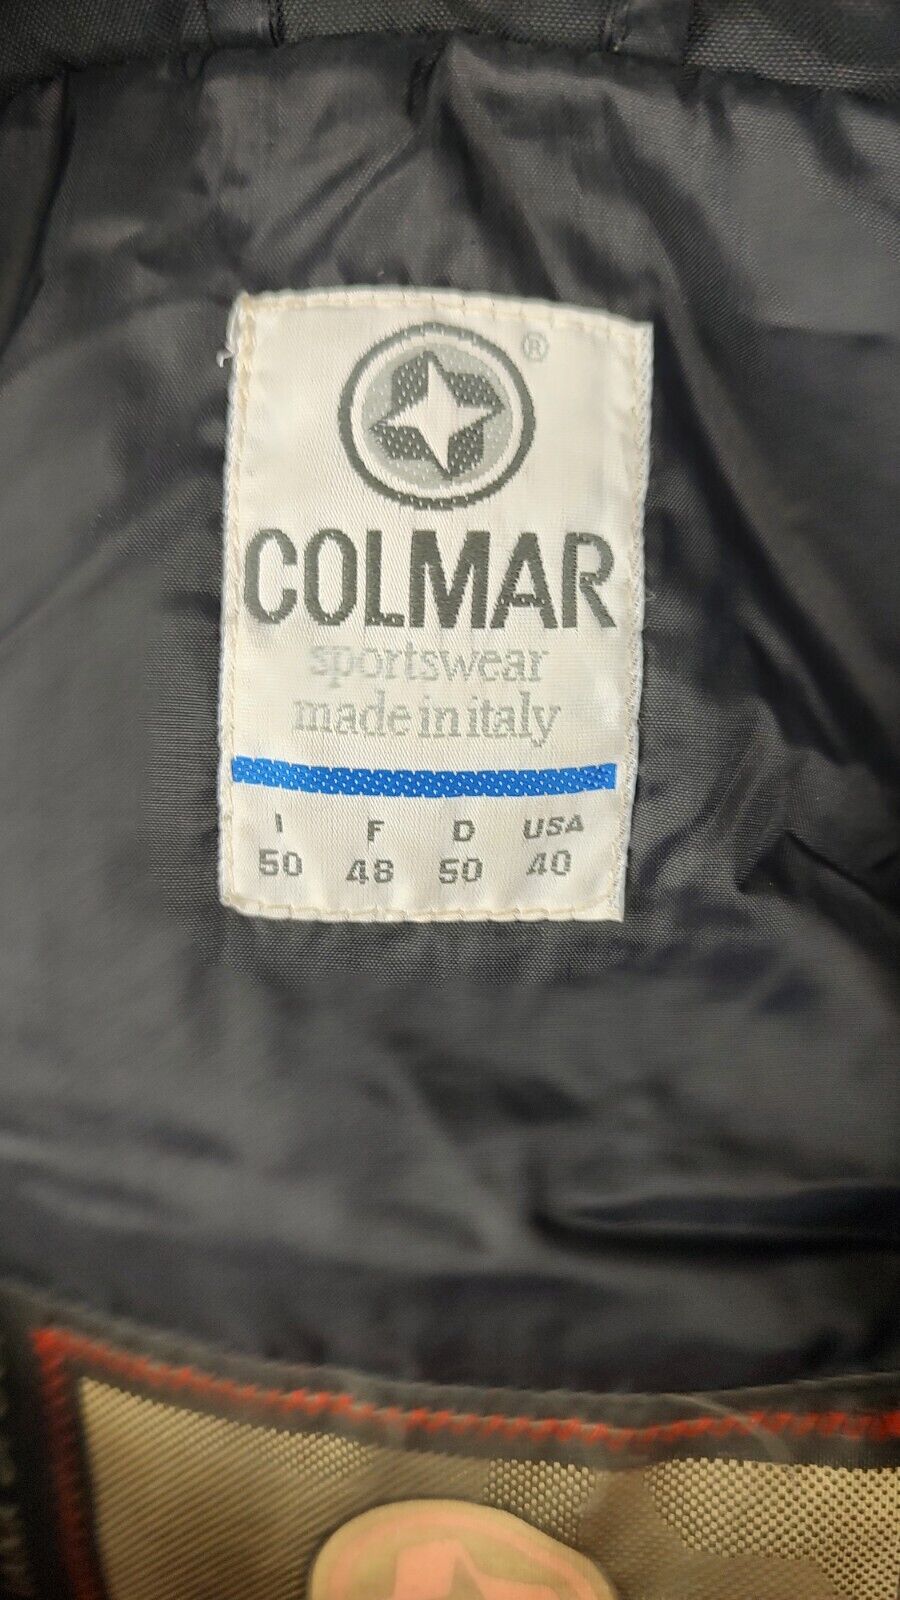 ®
COLMAR
sportswear
made in italy
I F D USA
50 48 50 40